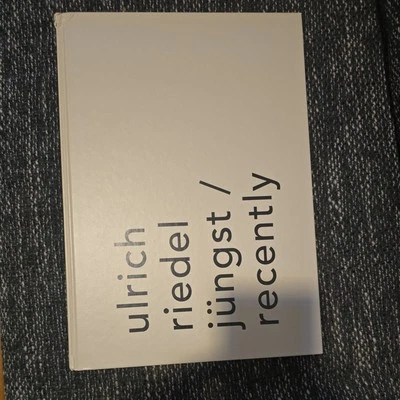 ulrich
riedel
jüngst /
recently